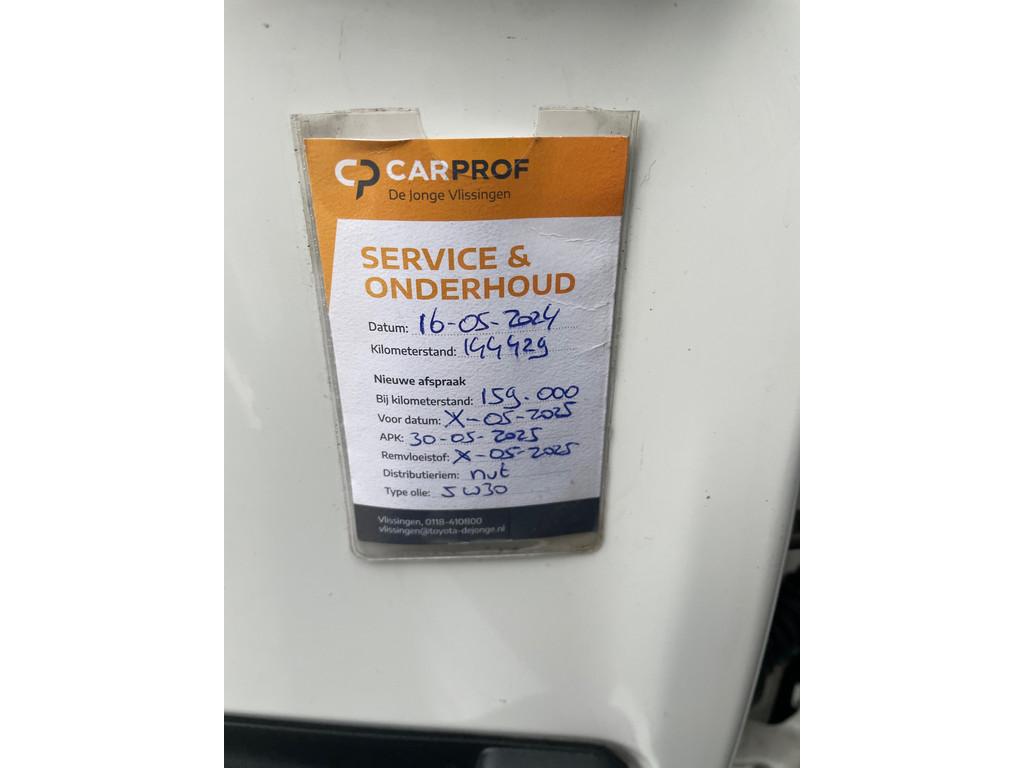 CP CARPROF
De Jonge Vlissingen
SERVICE &
ONDERHOUD
Datum: 16-05-2024
Kilometerstand: 144429
Nieuwe afspraak
Bij kilometerstand: 159.000
Voor datum: X-05-2025
APK: 30-05-2025
Remvloeistof: X-05-2025
Distributieriem: nvt
Type olie: 5W30
Vlissingen, 0118-410800
vlissingen@toyota-dejonge.nl